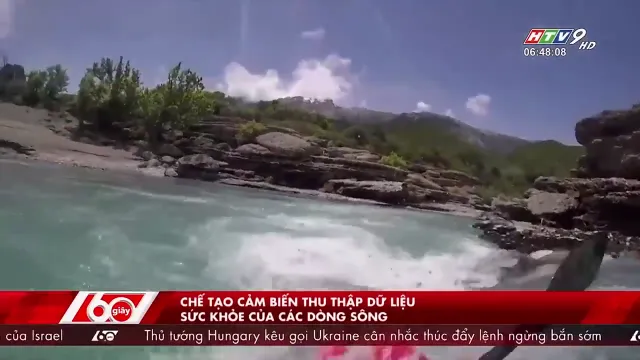 HTV9 HD
06:48:08
60 giây
CHẾ TẠO CẢM BIẾN THU THẬP DỮ LIỆU
SỨC KHỎE CỦA CÁC DÒNG SÔNG
của Israel HTV9 Thủ tướng Hungary kêu gọi Ukraine cân nhắc thúc đẩy lệnh ngừng bắn sớm